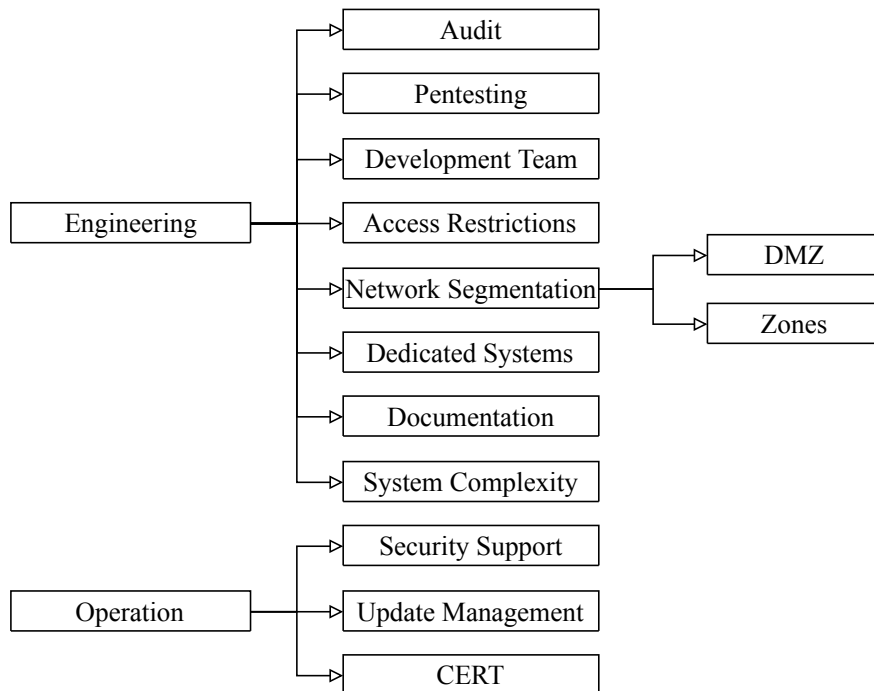 Audit
Pentesting
Development Team
Engineering
Access Restrictions
Network Segmentation
DMZ
Zones
Dedicated Systems
Documentation
System Complexity
Security Support
Operation
Update Management
CERT